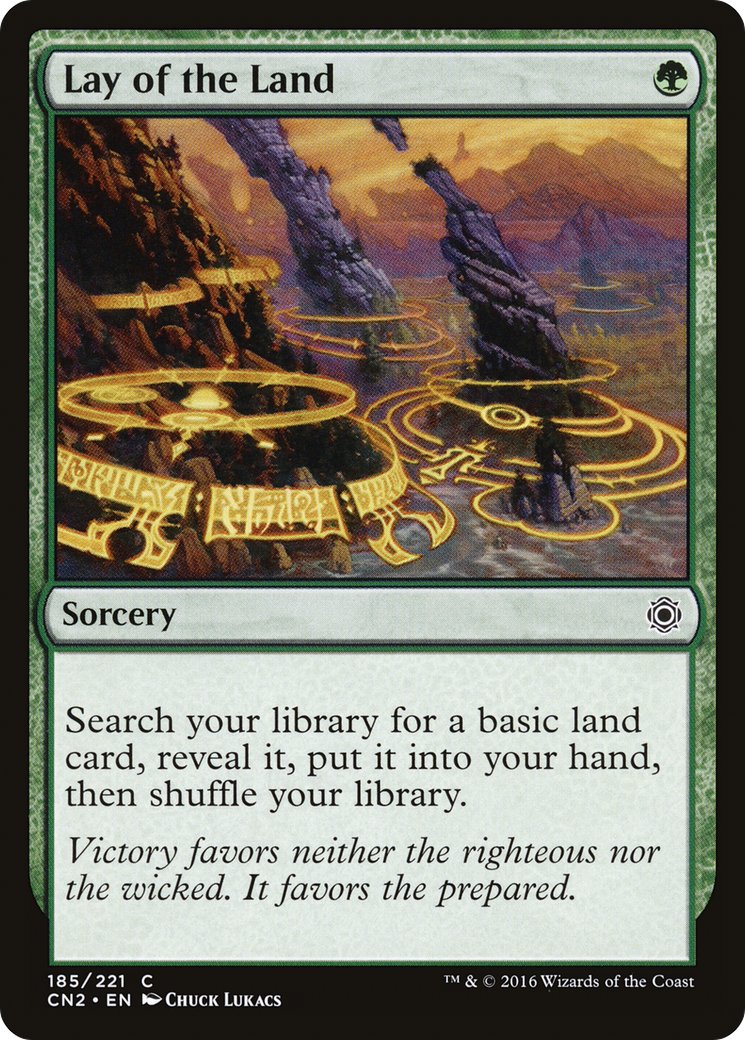 Lay of the Land
Sorcery
Search your library for a basic land
card, reveal it, put it into your hand,
then shuffle your library.
Victory favors neither the righteous nor
the wicked. It favors the prepared.
185/221 C
™ & © 2016 Wizards of the Coast
CN2 • EN Chuck Lukacs